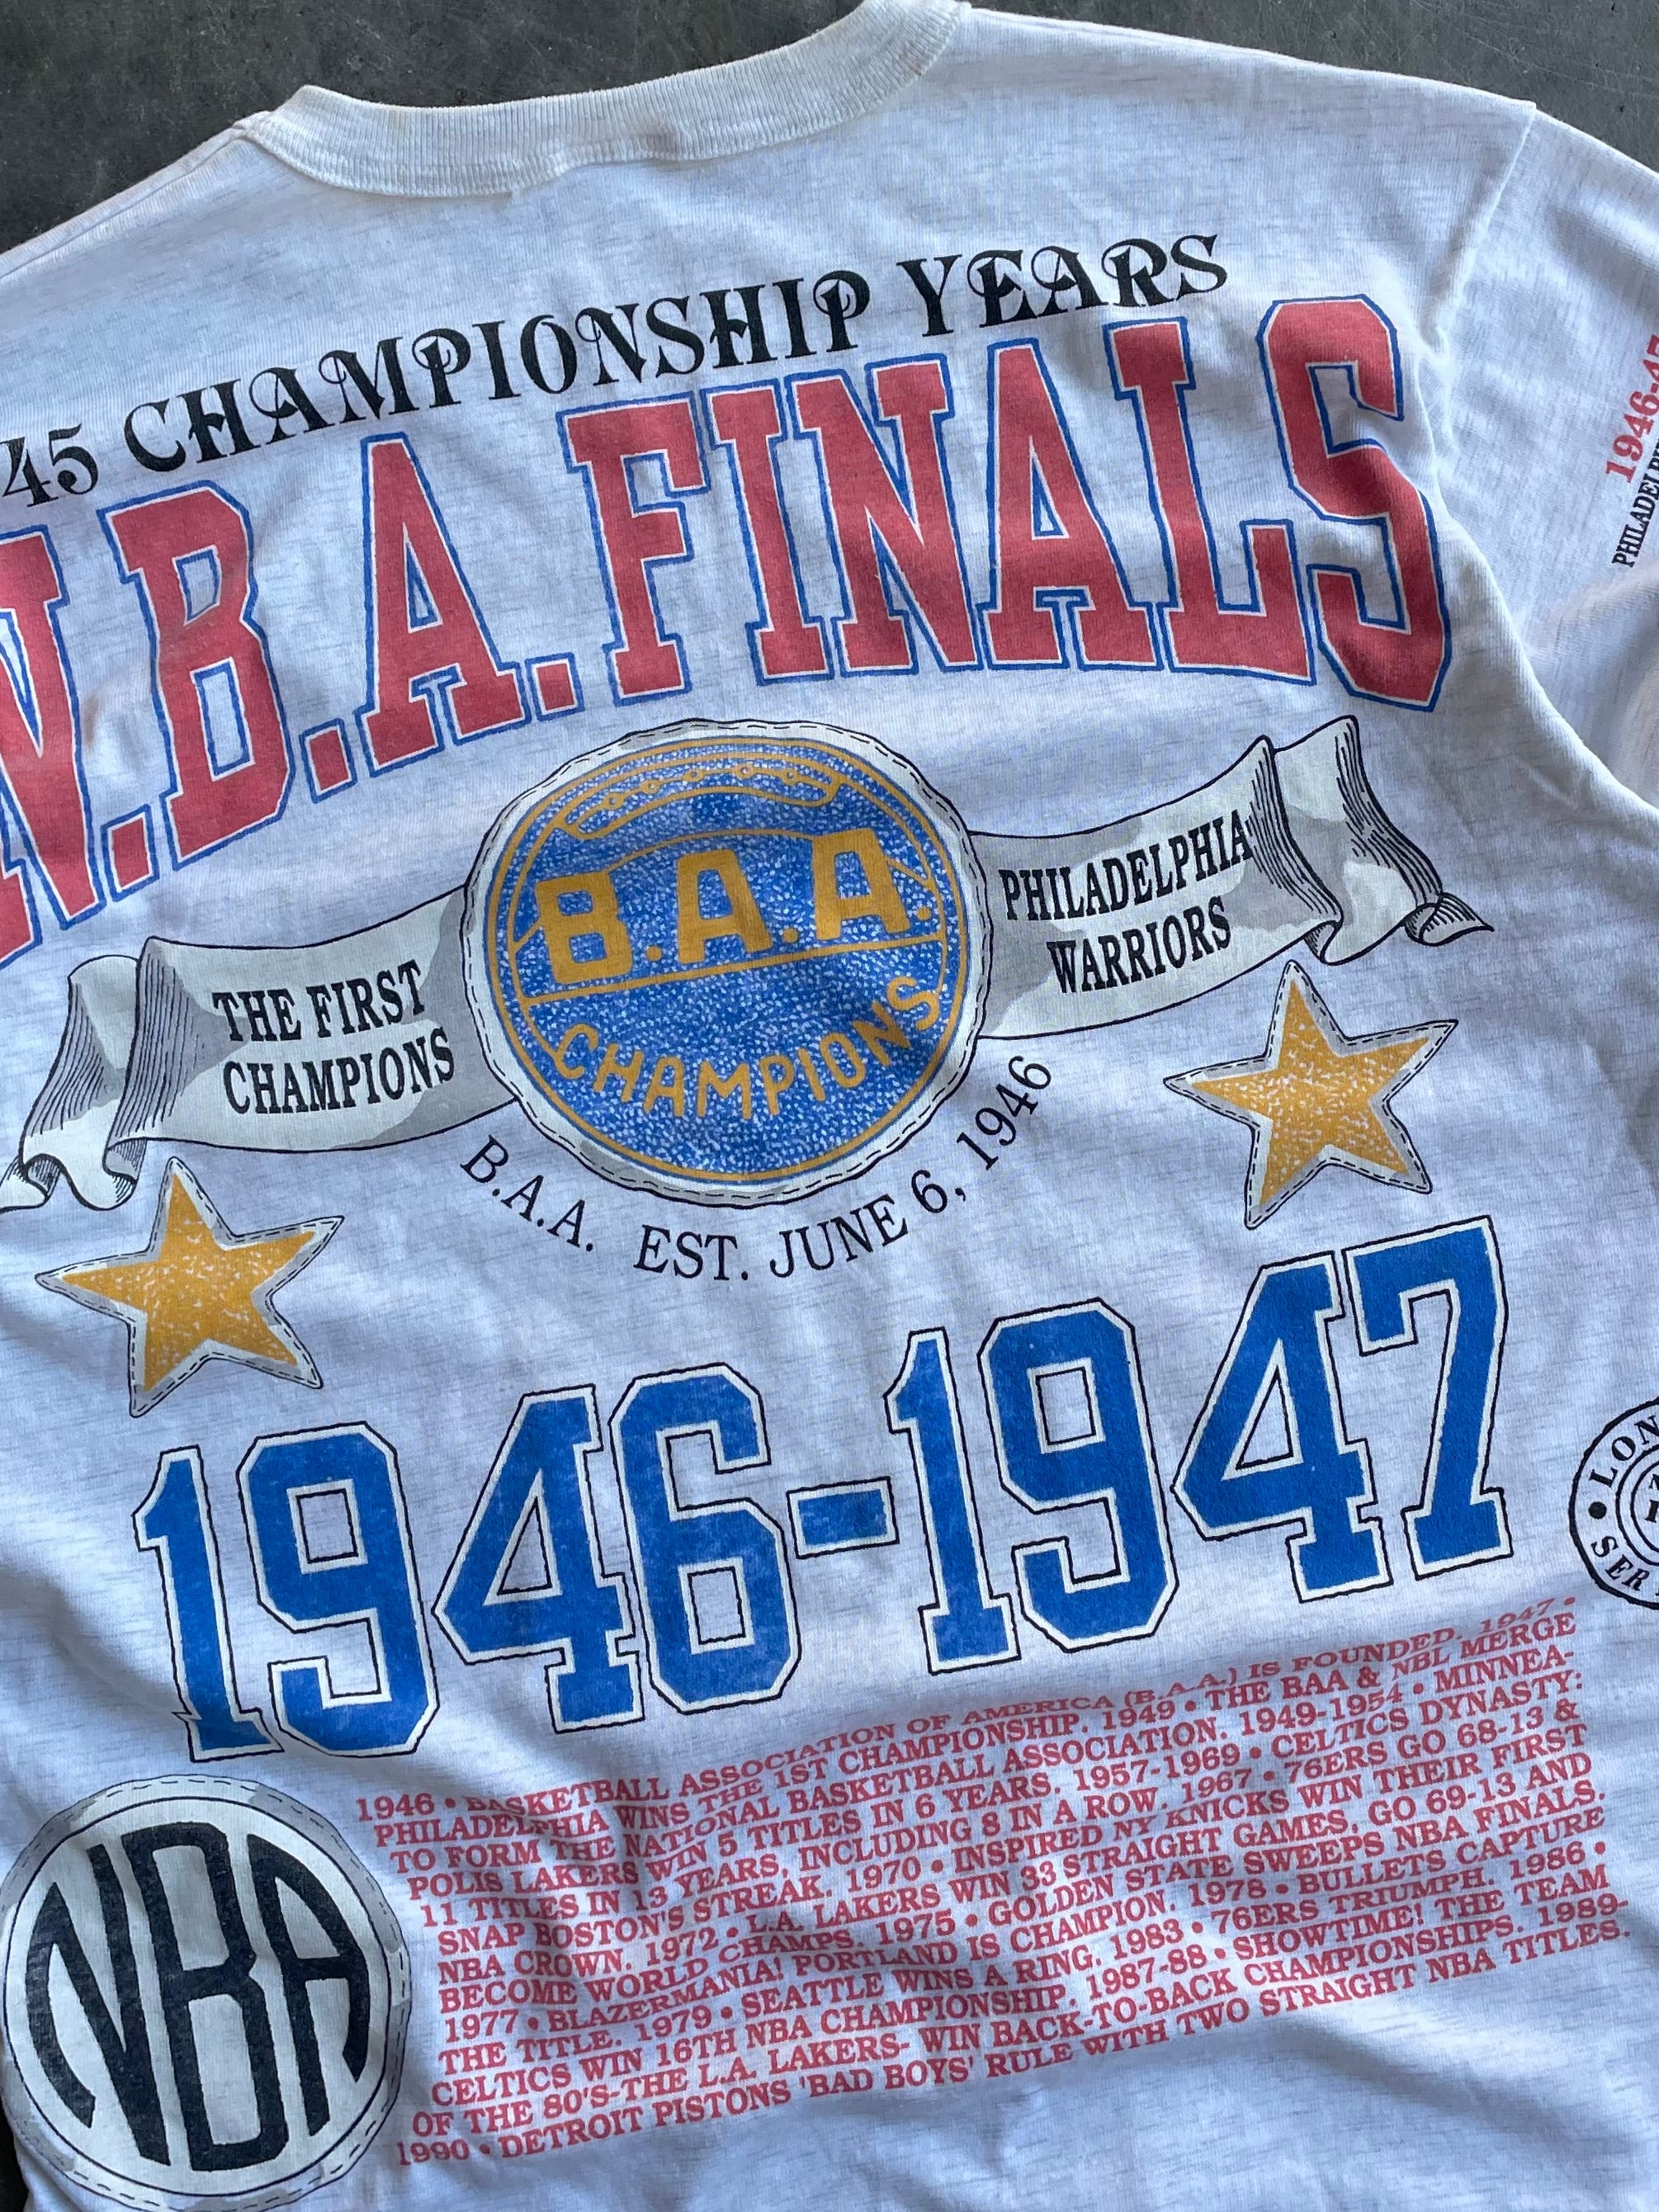 45 CHAMPIONSHIP YEARS
N.B.A. FINALS
1946-47
B.A.A.
CHAMPIONS
THE FIRST
CHAMPIONS
PHILADELPHIA
WARRIORS
B.A.A. EST. JUNE 6, 1946
1946-1947
NBA
1946 • BASKETBALL ASSOCIATION OF AMERICA (B.A.A.) IS FOUNDED. 1947 •
PHILADELPHIA WINS THE 1ST CHAMPIONSHIP. 1949 • THE BAA & NBL MERGE
TO FORM THE NATIONAL BASKETBALL ASSOCIATION. 1949-1954 • MINNEA-
POLIS LAKERS WIN 5 TITLES IN 6 YEARS. 1957-1969 • CELTICS DYNASTY:
11 TITLES IN 13 YEARS, INCLUDING 8 IN A ROW. 1967 • 76ERS GO 68-13 &
SNAP BOSTON'S STREAK. 1970 • INSPIRED NY KNICKS WIN THEIR FIRST
NBA CROWN. 1972 • L.A. LAKERS WIN 33 STRAIGHT GAMES, GO 69-13 AND
BECOME WORLD CHAMPS. 1975 • GOLDEN STATE SWEEPS NBA FINALS.
1977 • BLAZERMANIA! PORTLAND IS CHAMPION. 1978 • BULLETS CAPTURE
THE TITLE. 1979 • SEATTLE WINS A RING. 1983 • 76ERS TRIUMPH. 1986 •
CELTICS WIN 16TH NBA CHAMPIONSHIP. 1987-88 • SHOWTIME! THE TEAM
OF THE 80'S-THE L.A. LAKERS- WIN BACK-TO-BACK CHAMPIONSHIPS. 1989-
1990 • DETROIT PISTONS 'BAD BOYS' RULE WITH TWO STRAIGHT NBA TITLES.